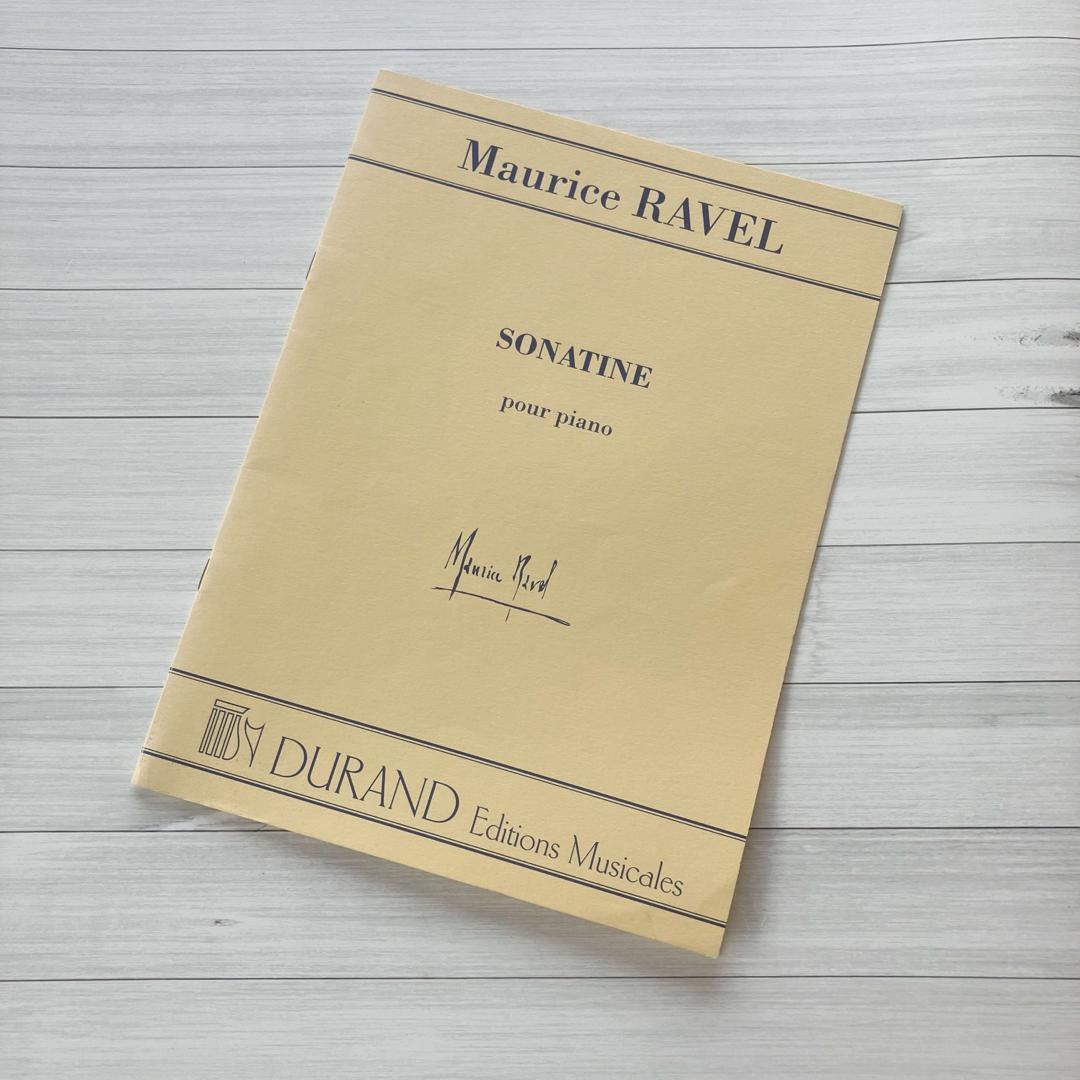 Maurice RAVEL
SONATINE
pour piano
Maurice Ravel
DURAND Editions Musicales